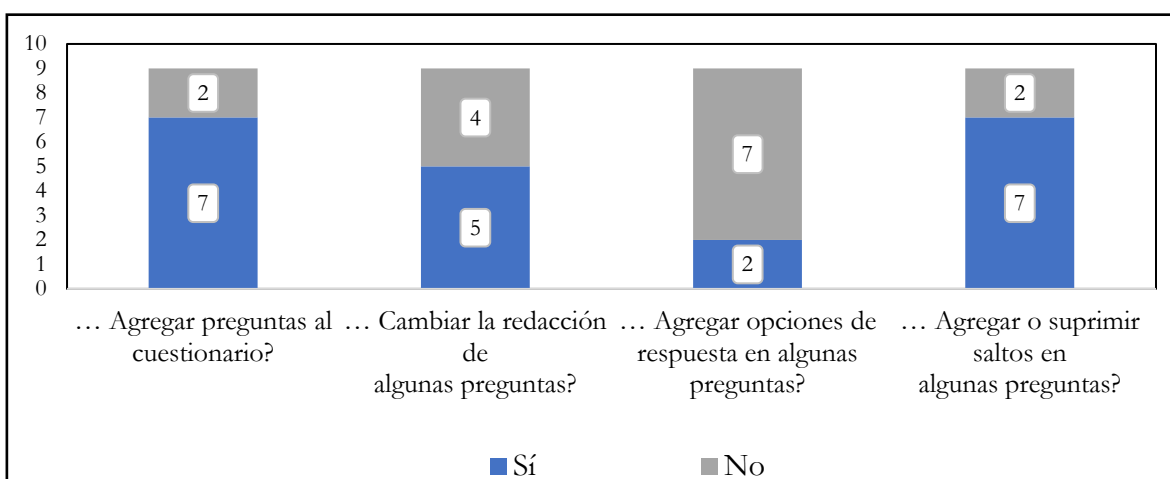 10
9
8
7
6
5
4
3
2
1
0
2
7
4
5
7
2
2
7
… Agregar preguntas al
cuestionario?
… Cambiar la redacción
de
algunas preguntas?
… Agregar opciones de
respuesta en algunas
preguntas?
… Agregar o suprimir
saltos en
algunas preguntas?
Sí
No